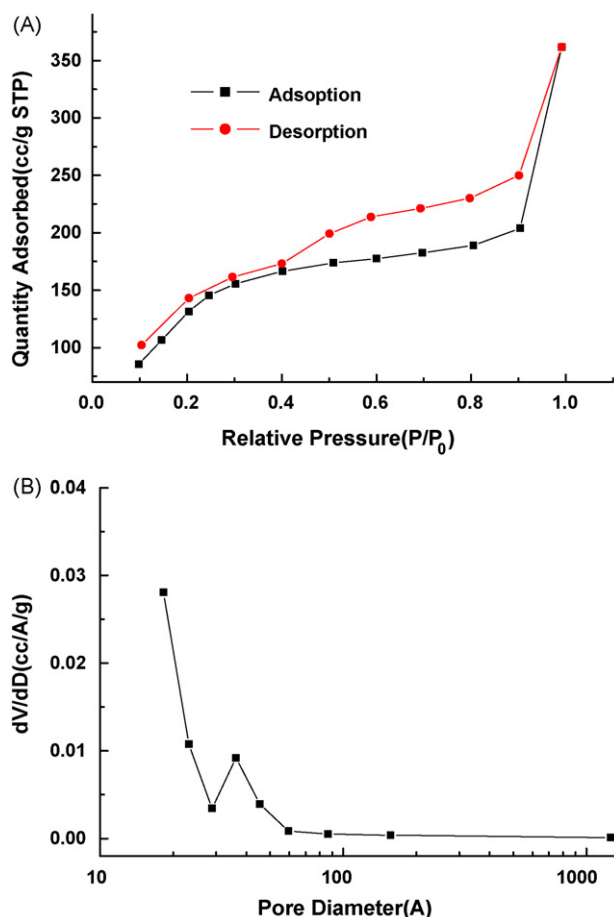 (A)
350
300
250
200
150
100
Quantity Adsorbed(cc/g STP)
Adsoption
Desorption
0.0 0.2 0.4 0.6 0.8 1.0
Relative Pressure(P/P0)
(B)
0.04
0.03
0.02
0.01
0.00
dV/dD(cc/A/g)
10 100 1000
Pore Diameter(A)